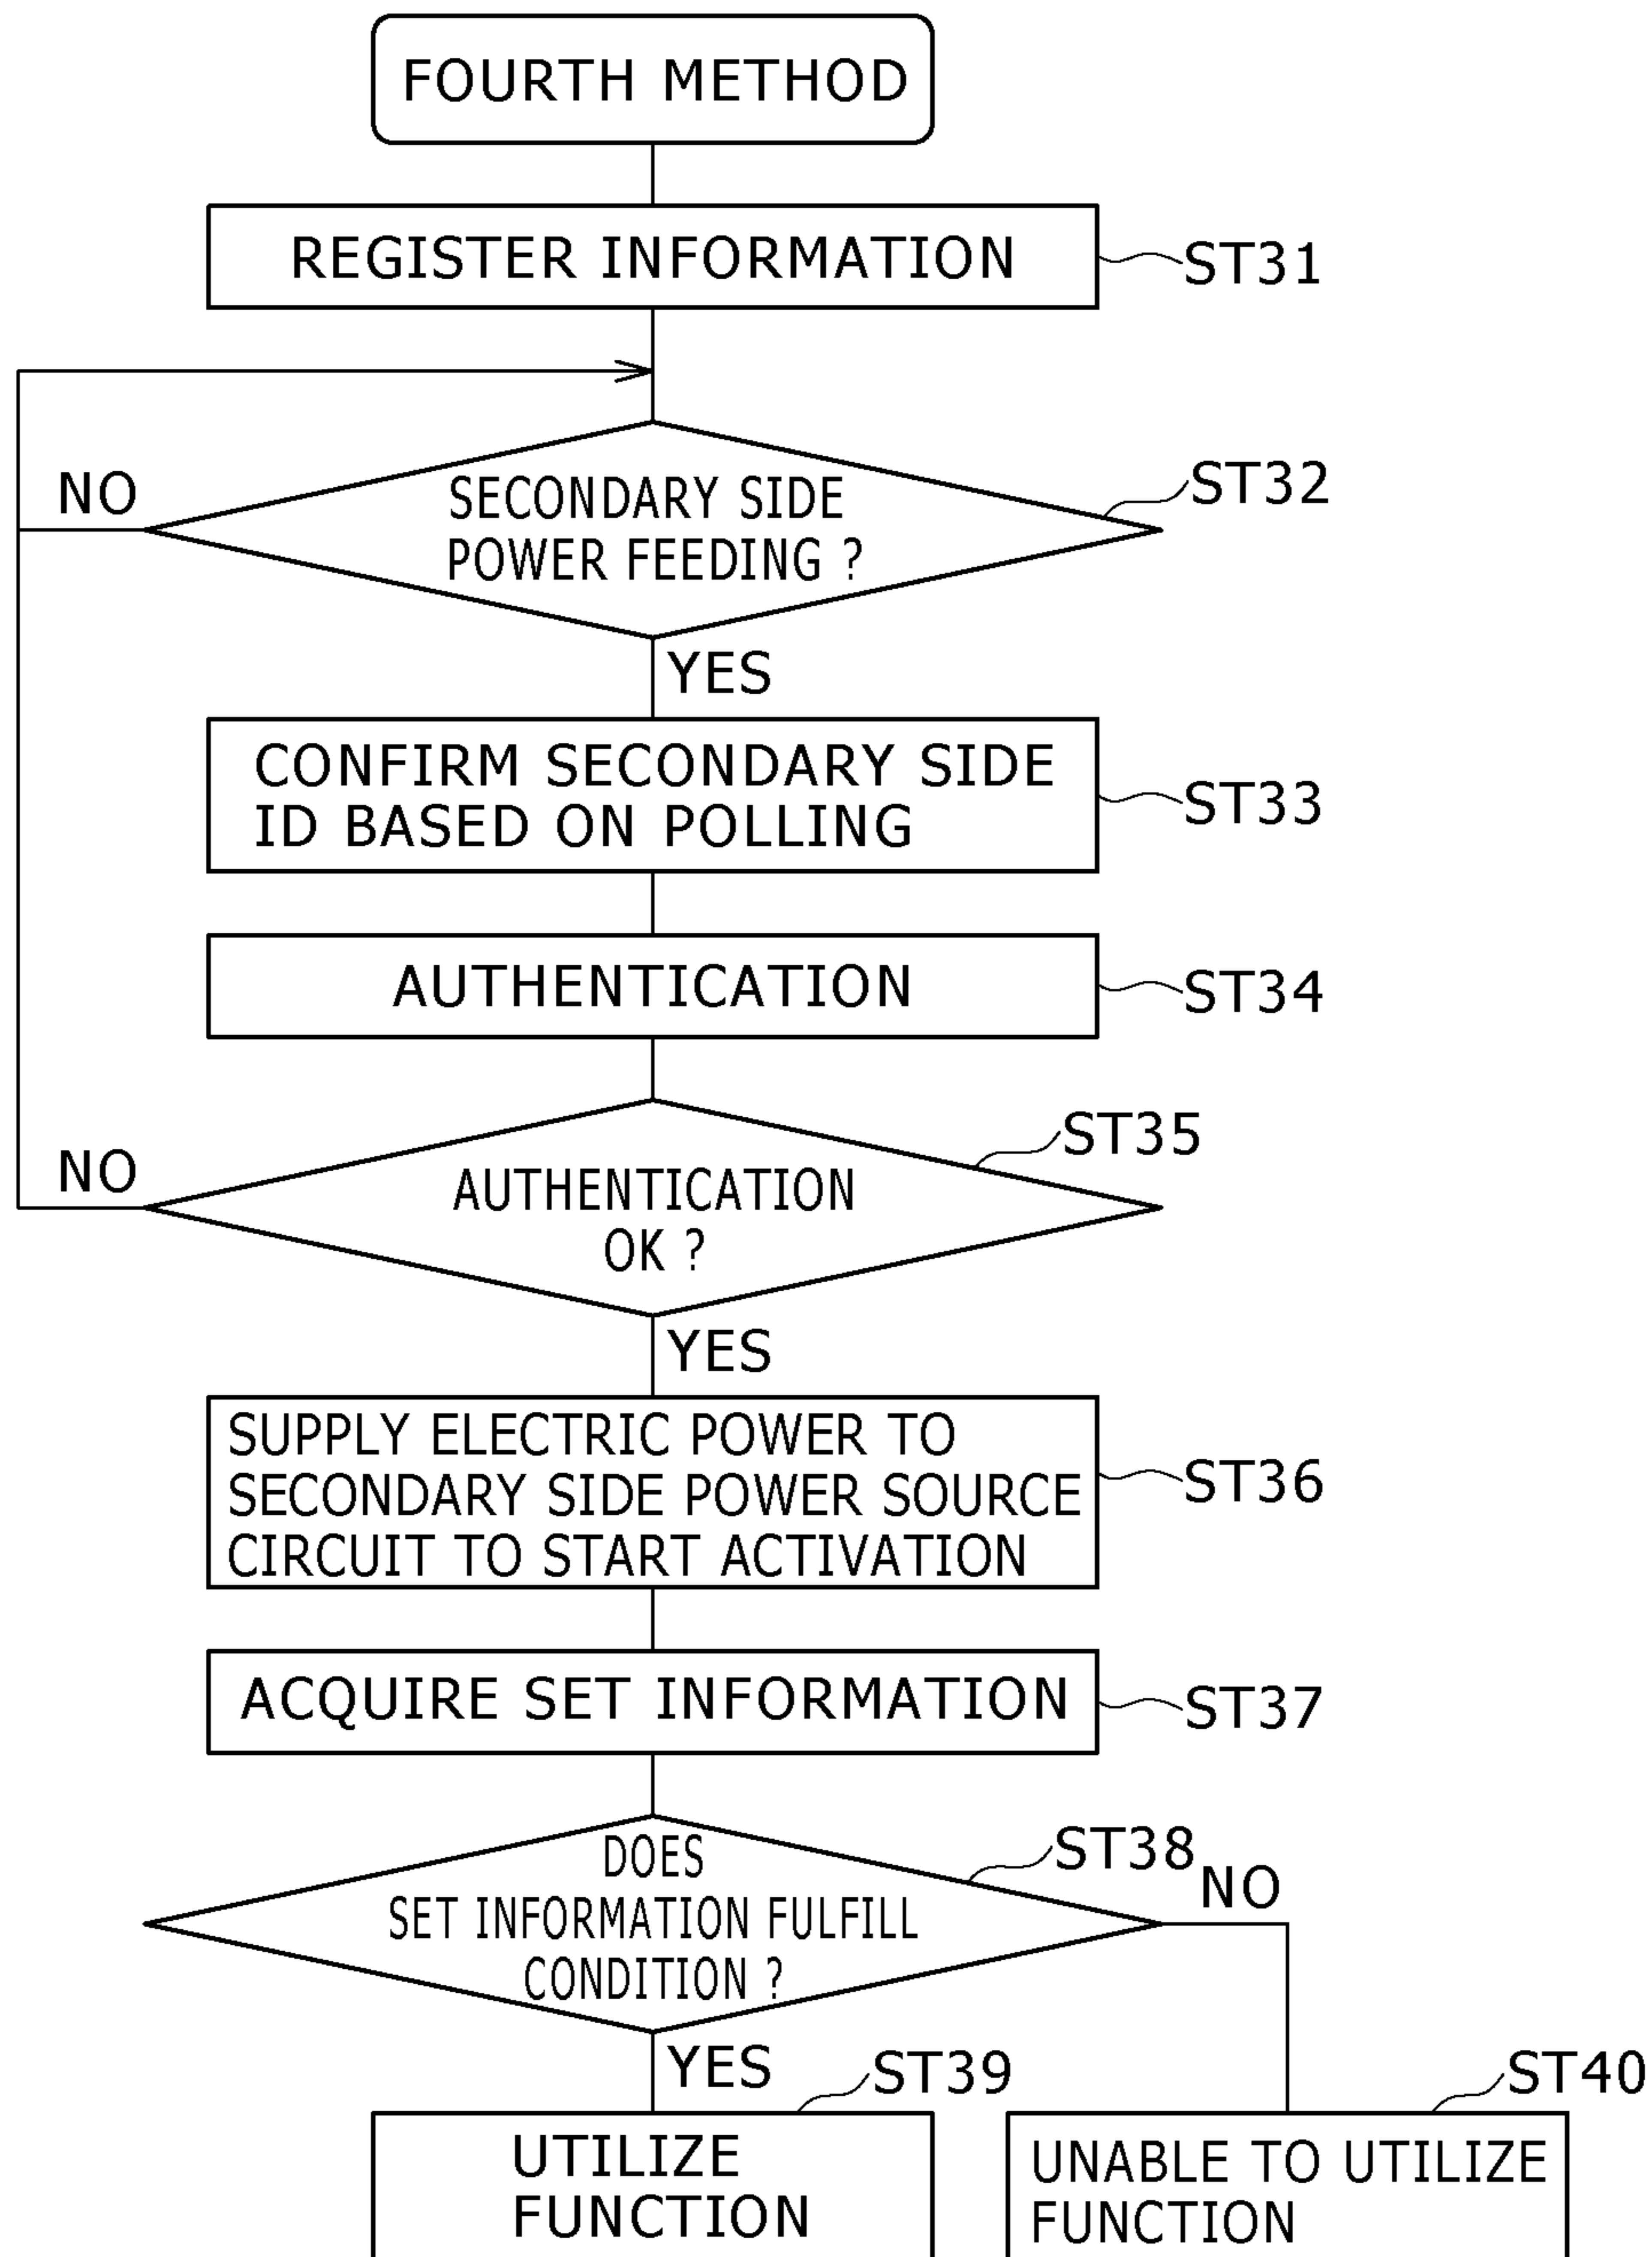 FOURTH METHOD
REGISTER INFORMATION
ST31
NO
SECONDARY SIDE
POWER FEEDING ?
ST32
YES
CONFIRM SECONDARY SIDE
ID BASED ON POLLING
ST33
AUTHENTICATION
ST34
NO
AUTHENTICATION
OK ?
ST35
YES
SUPPLY ELECTRIC POWER TO
SECONDARY SIDE POWER SOURCE
CIRCUIT TO START ACTIVATION
ST36
ACQUIRE SET INFORMATION
ST37
DOES
SET INFORMATION FULFILL
CONDITION ?
ST38
NO
YES
ST39
UTILIZE
FUNCTION
ST40
UNABLE TO UTILIZE
FUNCTION